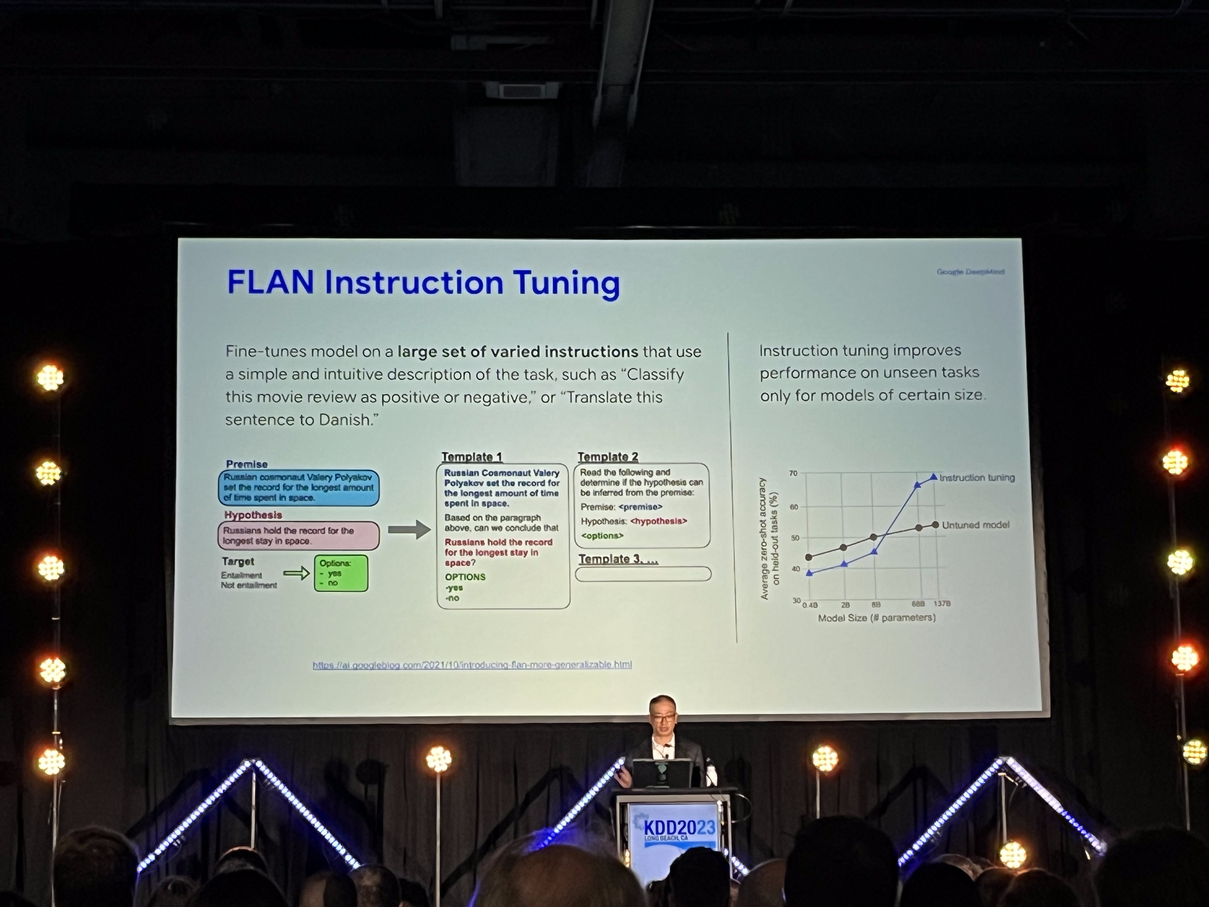 FLAN Instruction Tuning
Google DeepMind
Fine-tunes model on a large set of varied instructions that use
a simple and intuitive description of the task, such as “Classify
this movie review as positive or negative,” or “Translate this
sentence to Danish.”
Premise
Russian cosmonaut Valery Polyakov
set the record for the longest amount
of time spent in space.
Hypothesis
Russians hold the record for the
longest stay in space.
Target
Entailment
Not entailment
Options:
- yes
- no
Template 1
Russian Cosmonaut Valery
Polyakov set the record for
the longest amount of time
spent in space.
Based on the paragraph
above, can we conclude that
Russians hold the record
for the longest stay in
space?
OPTIONS
-yes
-no
Template 2
Read the following and
determine if the hypothesis can
be inferred from the premise:
Premise: <premise>
Hypothesis: <hypothesis>
<options>
Template 3, ...
https://ai.googleblog.com/2021/10/introducing-flan-more-generalizable.html
Instruction tuning improves
performance on unseen tasks
only for models of certain size.
Average zero-shot accuracy
on held-out tasks (%)
70
60
50
40
30
Instruction tuning
Untuned model
0.4B 2B 8B 68B 137B
Model Size (# parameters)
KDD2023
LONG BEACH, CA